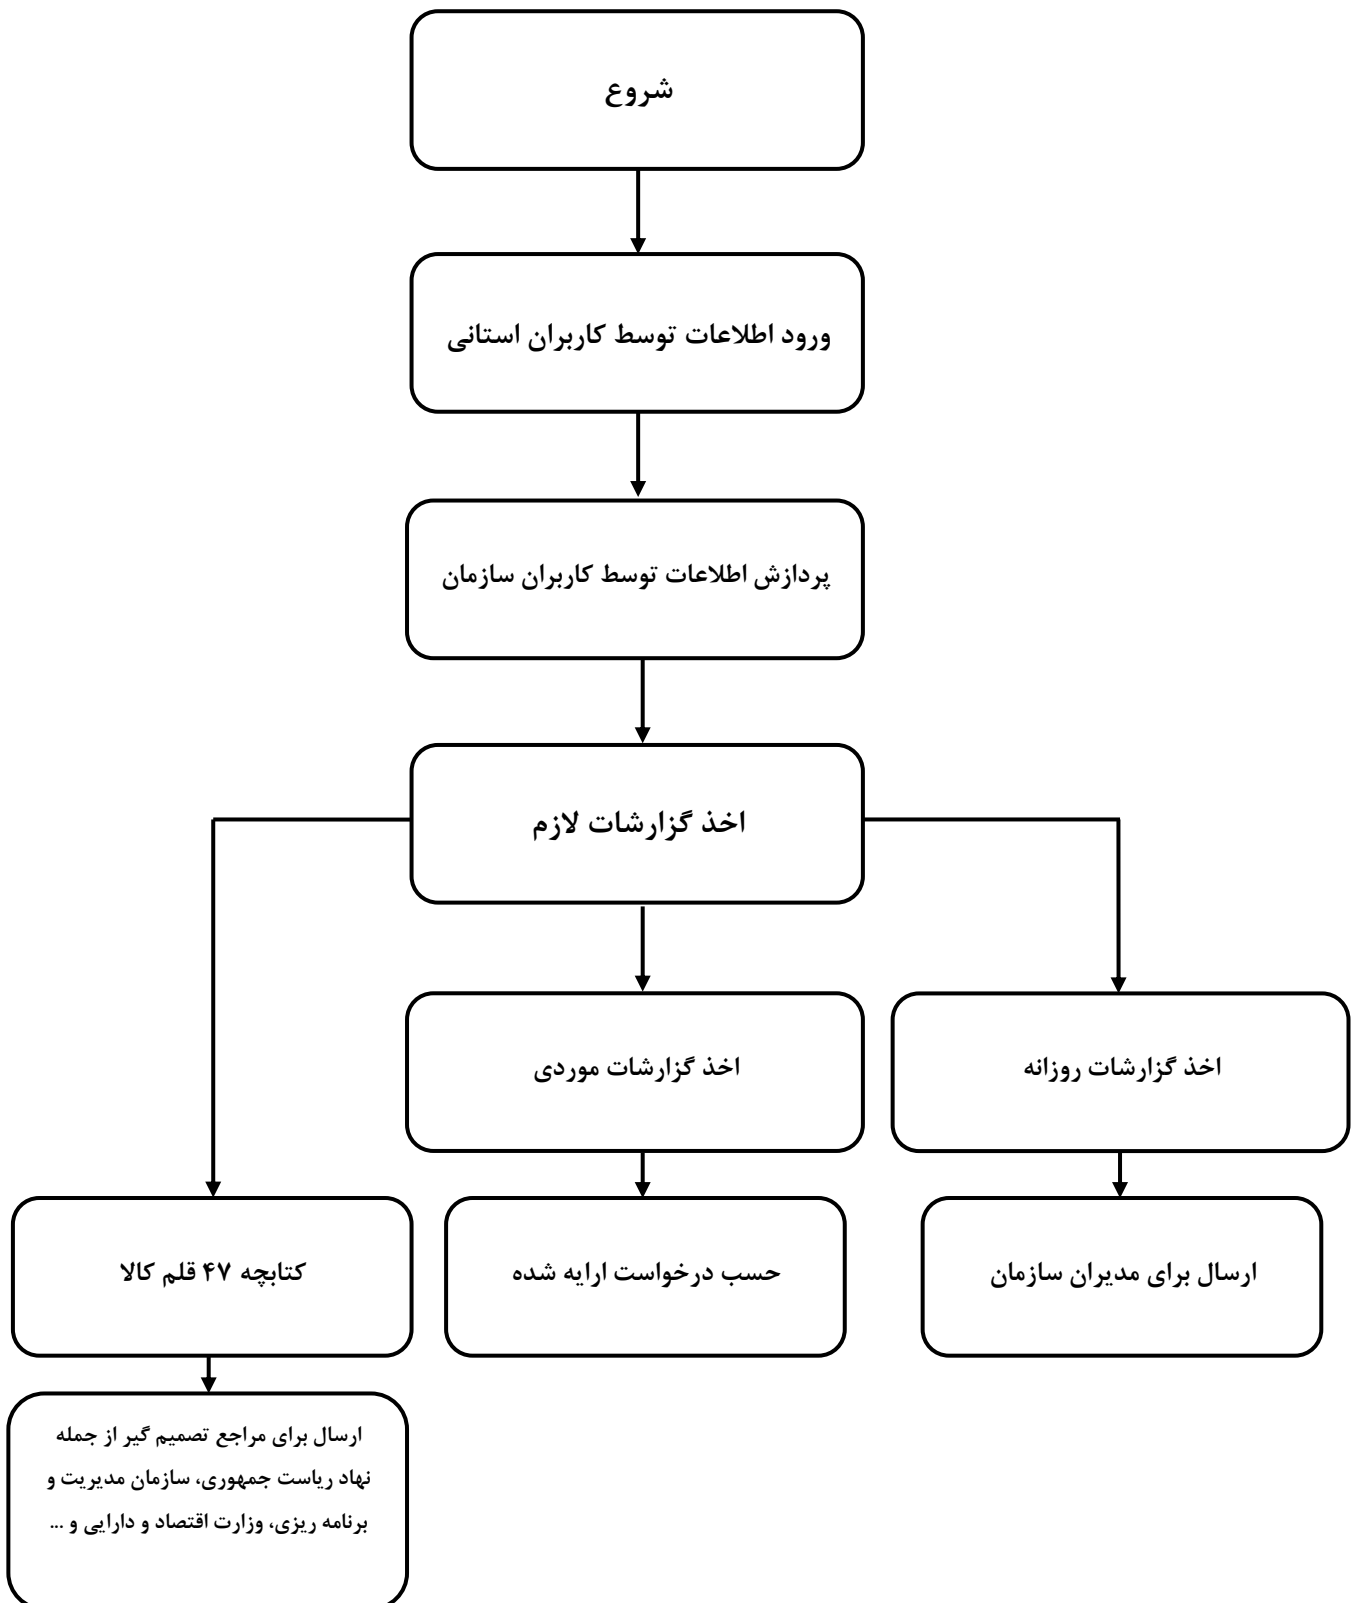 شروع
ورود اطلاعات توسط کاربران استانی
پردازش اطلاعات توسط کاربران سازمان
اخذ گزارشات لازم
اخذ گزارشات روزانه
اخذ گزارشات موردی
ارسال برای مدیران سازمان
حسب درخواست ارایه شده
کتابچه ۴۷ قلم کالا
ارسال برای مراجع تصمیم گیر از جمله
نهاد ریاست جمهوری، سازمان مدیریت و
برنامه ریزی، وزارت اقتصاد و دارایی و ...